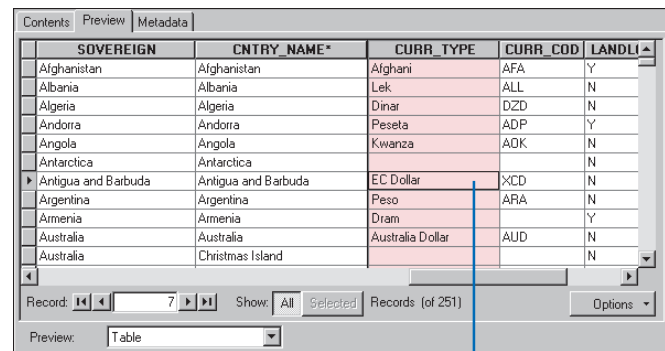 Contents Preview Metadata
SOVEREIGN CNTRY_NAME* CURR_TYPE CURR_COD LANDL
Afghanistan Afghanistan Afghani AFA Y
Albania Albania Lek ALL N
Algeria Algeria Dinar DZD N
Andorra Andorra Peseta ADP Y
Angola Angola Kwanza AOK N
Antarctica Antarctica N
Antigua and Barbuda Antigua and Barbuda EC Dollar XCD N
Argentina Argentina Peso ARA N
Armenia Armenia Dram Y
Australia Australia Australia Dollar AUD N
Australia Christmas Island N
Record: 7 Show: All Selected Records (of 251) Options
Preview: Table